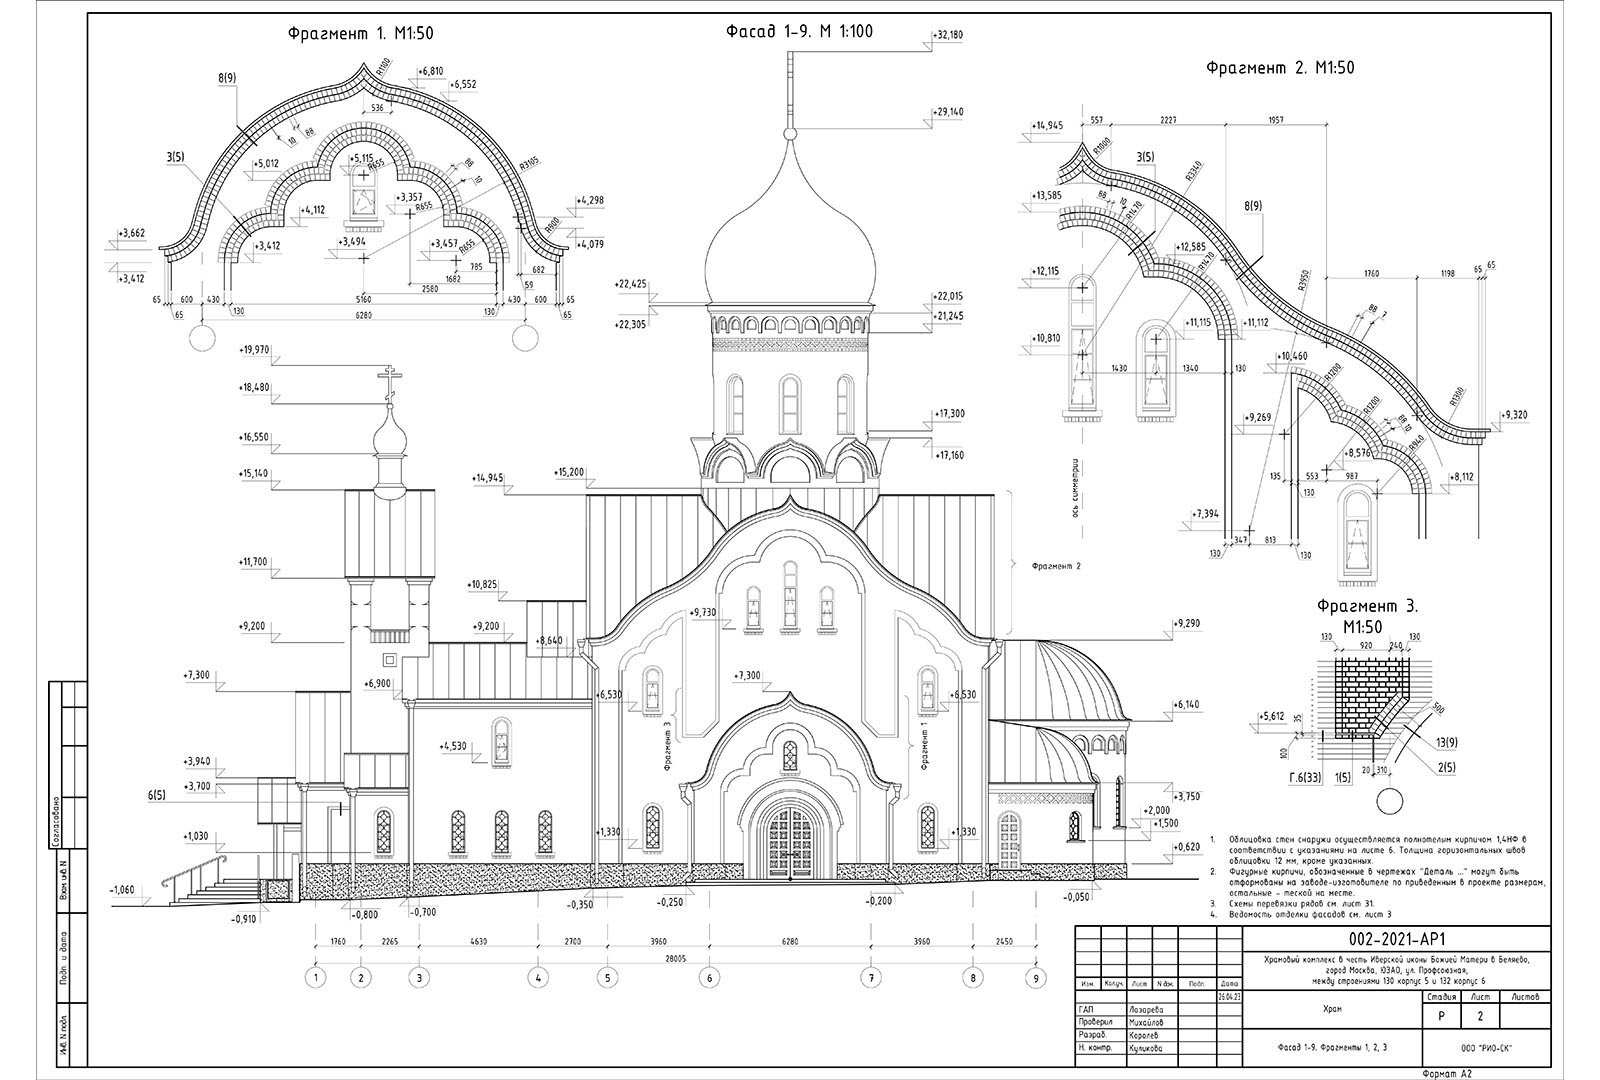 Фрагмент 1. М1:50
R1100
+6,810
+6,552
8(9)
536
88
10
3(5)
+5,012
+5,115
R655
R3105
88
10
+3,357
R655
+4,112
+4,298
R800
+3,662
+3,412
+3,494
+3,457
R655
+4,079
+3,412
785
682
1682
59
2580
65
600
430
5160
430
600
65
65
130
130
65
6280
Фасад 1-9. М 1:100
+32,180
+29,140
+22,425
+22,015
+22,305
+21,245
+19,970
+18,480
+17,300
+16,550
+17,160
+15,140
+14,945
+15,200
+11,700
+10,825
Фрагмент 2
+9,730
+9,200
+9,200
+8,640
+9,290
+7,300
+6,900
+7,300
+6,530
+6,530
+6,140
Фрагмент 3
Фрагмент 1
+4,530
+3,940
+3,700
+3,750
6(5)
+2,000
+1,500
+1,030
+1,330
+1,330
+0,620
-1,060
-0,910
-0,800
-0,700
-0,350
-0,250
-0,200
-0,050
1760
2265
4630
2700
3960
6280
3960
2450
28005
1
2
3
4
5
6
7
8
9
Фрагмент 2. М1:50
+14,945
557
2227
1957
R1000
3(5)
R3340
+13,585
88
10
R1470
8(9)
+12,585
R1470
+12,115
R3950
1760
1198
65
65
88
7
+10,810
+11,115
+11,112
+10,460
1430
1340
130
R1200
R1200
R1300
+9,269
88
10
+9,320
R940
+8,576
ось симметрии
135
553
987
130
+8,112
+7,394
347
813
130
130
Фрагмент 3.
М1:50
130
920
240
130
+5,612
35
100
500
13(9)
2(5)
Г.6(33)
1(5)
20
310
1. Облицовка стен снаружи осуществляется полнотелым кирпичом 1,4НФ в
соответствии с указаниями на листе 6. Толщина горизонтальных швов
облицовки 12 мм, кроме указанных.
2. Фигурные кирпичи, обозначенные в чертежах "Деталь ..." могут быть
отформованы на заводе-изготовителе по приведенным в проекте размерам,
остальные - теской на месте.
3. Схемы перевязки рядов см. лист 31.
4. Ведомость отделки фасадов см. лист 3
Согласовано
Взам. инв. N
Подп. и дата
Инв. N подл.
002-2021-АР1
Храмовый комплекс в честь Иверской иконы Божией Матери в Беляево,
город Москва, ЮЗАО, ул. Профсоюзная,
между строениями 130 корпус 5 и 132 корпус 6
Изм. Колуч. Лист N док. Подп. Дата
26.04.23
ГАП Лазарева
Проверил Михайлов
Разраб. Королев
Н. контр. Куликова
Храм
Стадия Лист Листов
Р 2
Фасад 1-9. Фрагменты 1, 2, 3
ООО "РИО-СК"
Формат А2